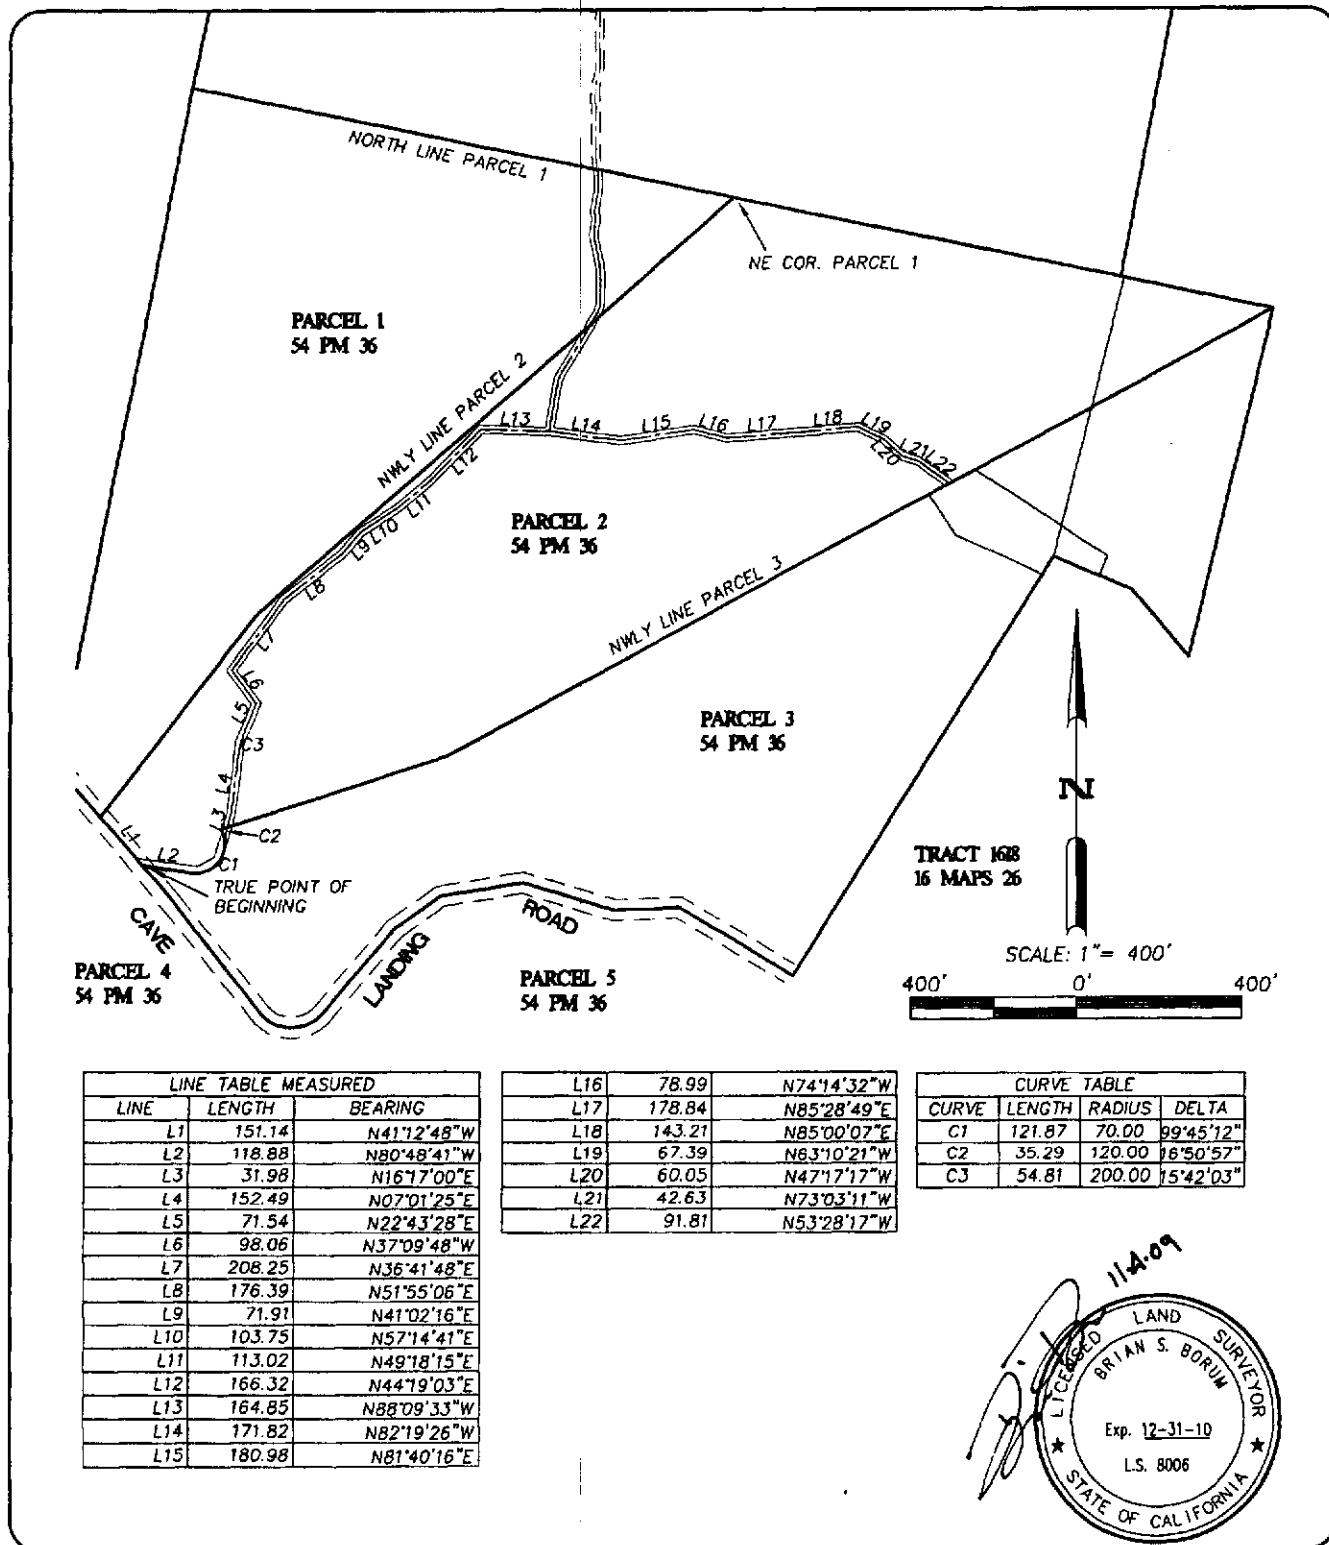 NORTH LINE PARCEL 1
NE COR. PARCEL 1
PARCEL 1
54 PM 36
NWLY LINE PARCEL 2
L13
L14
L15
L16
L17
L18
L19
L20
L21
L22
L12
L11
L10
L9
L8
L7
L6
L5
C3
L4
L3
C2
C1
L2
L1
PARCEL 2
54 PM 36
NWLY LINE PARCEL 3
PARCEL 3
54 PM 36
TRUE POINT OF
BEGINNING
CAVE
LANDING
ROAD
PARCEL 4
54 PM 36
PARCEL 5
54 PM 36
N
TRACT 1618
16 MAPS 26
SCALE: 1"= 400'
400' 0' 400'
LINE TABLE MEASURED
LINE LENGTH BEARING
L1 151.14 N41°12'48"W
L2 118.88 N80°48'41"W
L3 31.98 N16°17'00"E
L4 152.49 N07°01'25"E
L5 71.54 N22°43'28"E
L6 98.06 N37°09'48"W
L7 208.25 N36°41'48"E
L8 176.39 N51°55'06"E
L9 71.91 N41°02'16"E
L10 103.75 N57°14'41"E
L11 113.02 N49°18'15"E
L12 166.32 N44°19'03"E
L13 164.85 N88°09'33"W
L14 171.82 N82°19'26"W
L15 180.98 N81°40'16"E
L16 78.99 N74°14'32"W
L17 178.84 N85°28'49"E
L18 143.21 N85°00'07"E
L19 67.39 N63°10'21"W
L20 60.05 N47°17'17"W
L21 42.63 N73°03'11"W
L22 91.81 N53°28'17"W
CURVE TABLE
CURVE LENGTH RADIUS DELTA
C1 121.87 70.00 99°45'12"
C2 35.29 120.00 16°50'57"
C3 54.81 200.00 15°42'03"
LICENSED LAND SURVEYOR
BRIAN S. BORUM
Exp. 12-31-10
L.S. 8006
★ STATE OF CALIFORNIA ★